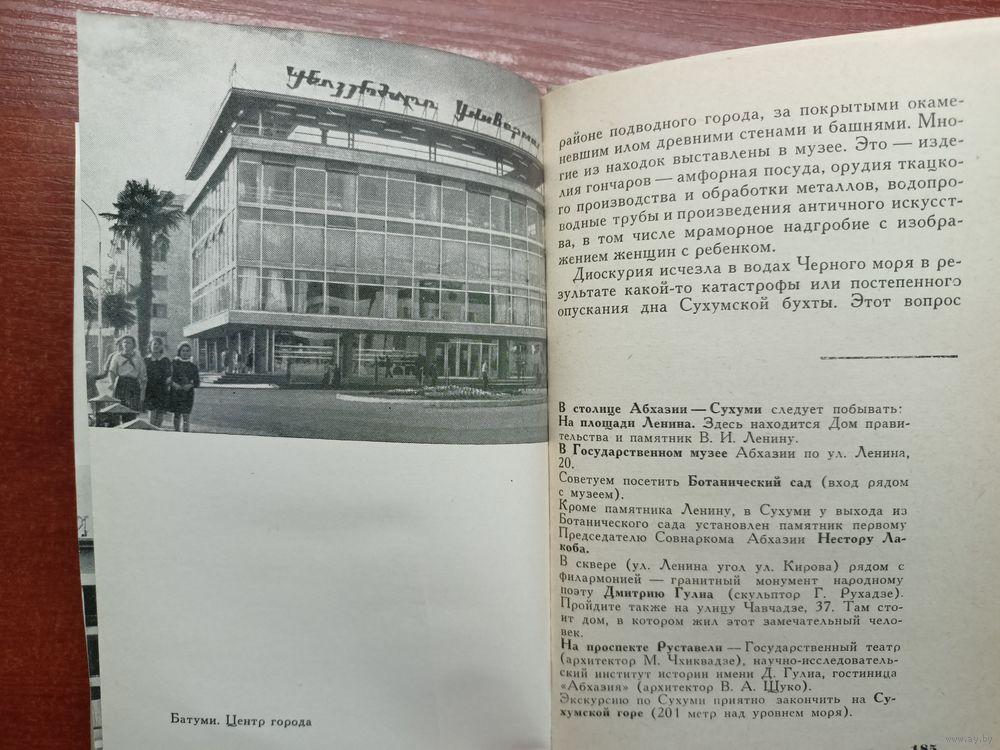 Батуми. Центр города
районе подводного города, за покрытыми окаме-
невшим илом древними стенами и башнями. Мно-
гие из находок выставлены в музее. Это — изде-
лия гончаров — амфорная посуда, орудия ткацко-
го производства и обработки металлов, водопро-
водные трубы и произведения античного искусст-
ва, в том числе мраморное надгробие с изобра-
жением женщин с ребенком.
Диоскурия исчезла в водах Черного моря в ре-
зультате какой-то катастрофы или постепенного
опускания дна Сухумской бухты. Этот вопрос
В столице Абхазии — Сухуми следует побывать:
На площади Ленина. Здесь находится Дом прави-
тельства и памятник В. И. Ленину.
В Государственном музее Абхазии по ул. Ленина,
20.
Советуем посетить Ботанический сад (вход рядом
с музеем).
Кроме памятника Ленину, в Сухуми у выхода из
Ботанического сада установлен памятник первому
Председателю Совнаркома Абхазии Нестору Ла-
коба.
В сквере (ул. Ленина угол ул. Кирова) рядом с
филармонией — гранитный монумент народному
поэту Дмитрию Гулиа (скульптор Г. Рухадзе).
Пройдите также на улицу Чавчадзе, 37. Там сто-
ит дом, в котором жил этот замечательный чело-
век.
На проспекте Руставели — Государственный театр
(архитектор М. Чхиквадзе), научно-исследователь-
ский институт истории имени Д. Гулиа, гостиница
«Абхазия» (архитектор В. А. Щуко).
Экскурсию по Сухуми приятно закончить на Су-
хумской горе (201 метр над уровнем моря).
185
www.ay.by